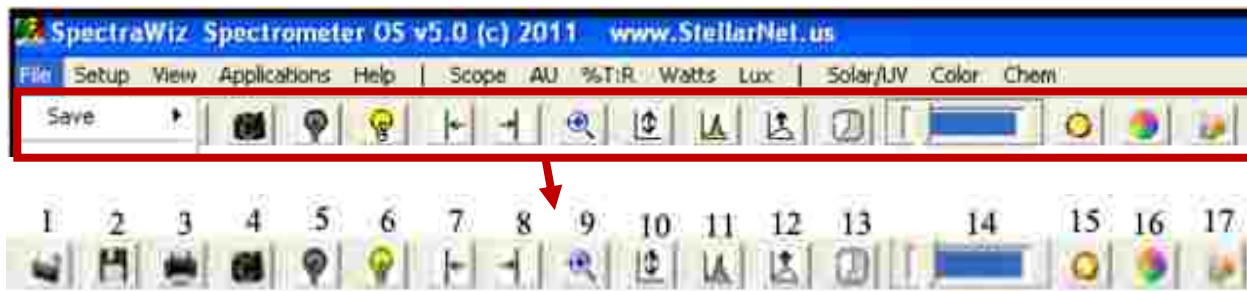 SpectraWiz Spectrometer OS v5.0 (c) 2011 www.StellarNet.us
File Setup View Applications Help | Scope AU %T:R Watts Lux | Solar/UV Color Chem
Save
1 2 3 4 5 6 7 8 9 10 11 12 13 14 15 16 17